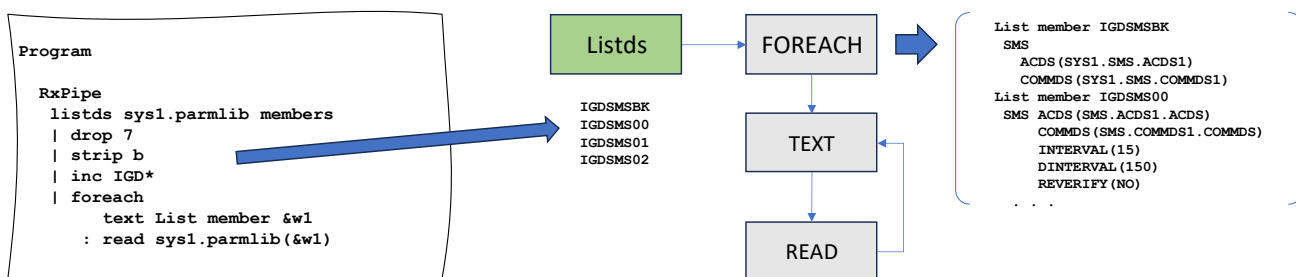 Program
RxPipe
listds sys1.parmlib members
| drop 7
| strip b
| inc IGD*
| foreach
text List member &w1
: read sys1.parmlib(&w1)
Listds
IGDSMSBK
IGDSMS00
IGDSMS01
IGDSMS02
FOREACH
TEXT
READ
List member IGDSMSBK
SMS
ACDS(SYS1.SMS.ACDS1)
COMMDS(SYS1.SMS.COMMDS1)
List member IGDSMS00
SMS ACDS(SMS.ACDS1.ACDS)
COMMDS(SMS.COMMDS1.COMMDS)
INTERVAL(15)
DINTERVAL(150)
REVERIFY(NO)
. . .